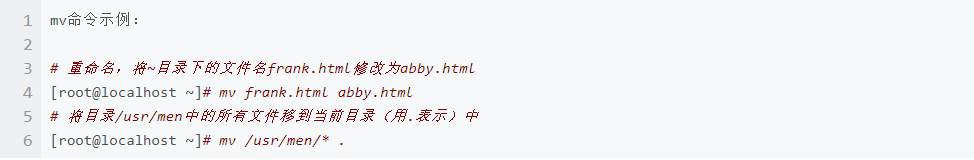 1 mv命令示例：
2
3 # 重命名，将~目录下的文件名frank.html修改为abby.html
4 [root@localhost ~]# mv frank.html abby.html
5 # 将目录/usr/men中的所有文件移到当前目录（用.表示）中
6 [root@localhost ~]# mv /usr/men/* .